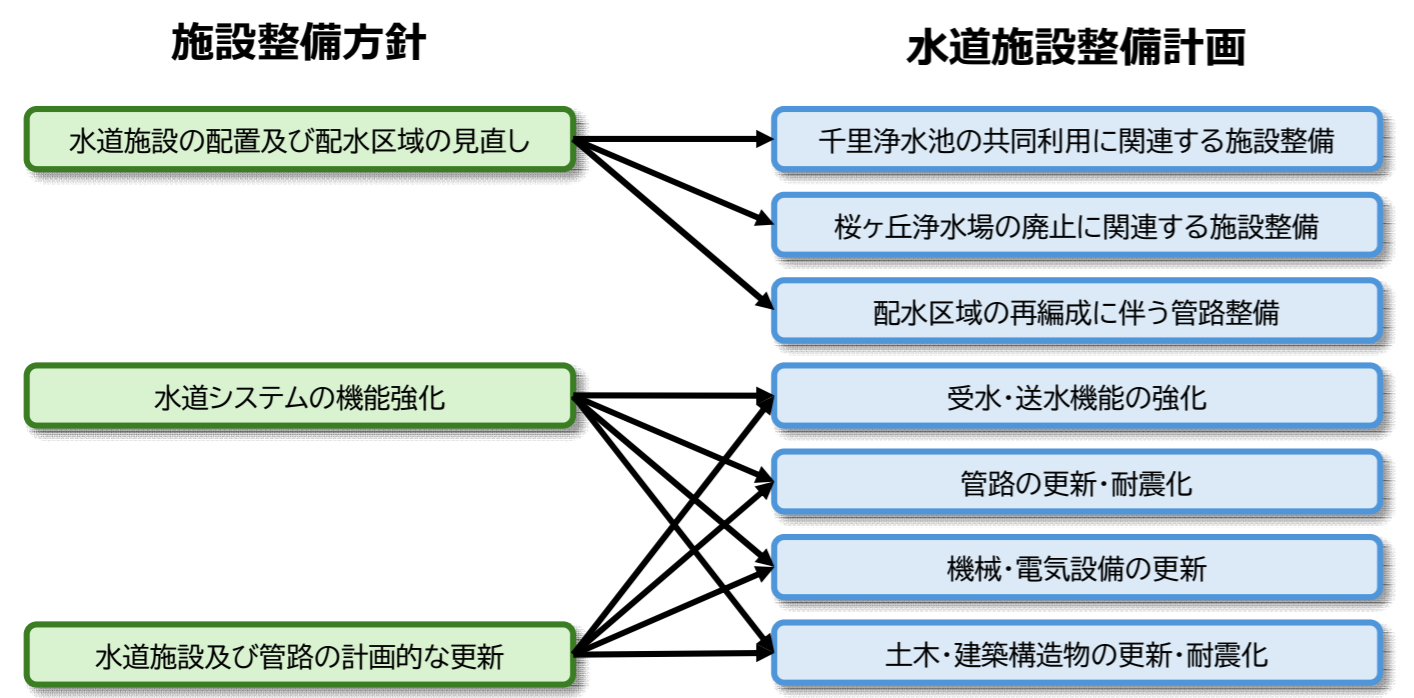 施設整備方針
水道施設整備計画
水道施設の配置及び配水区域の見直し
千里浄水池の共同利用に関連する施設整備
桜ヶ丘浄水場の廃止に関連する施設整備
配水区域の再編成に伴う管路整備
水道システムの機能強化
受水・送水機能の強化
管路の更新・耐震化
機械・電気設備の更新
水道施設及び管路の計画的な更新
土木・建築構造物の更新・耐震化